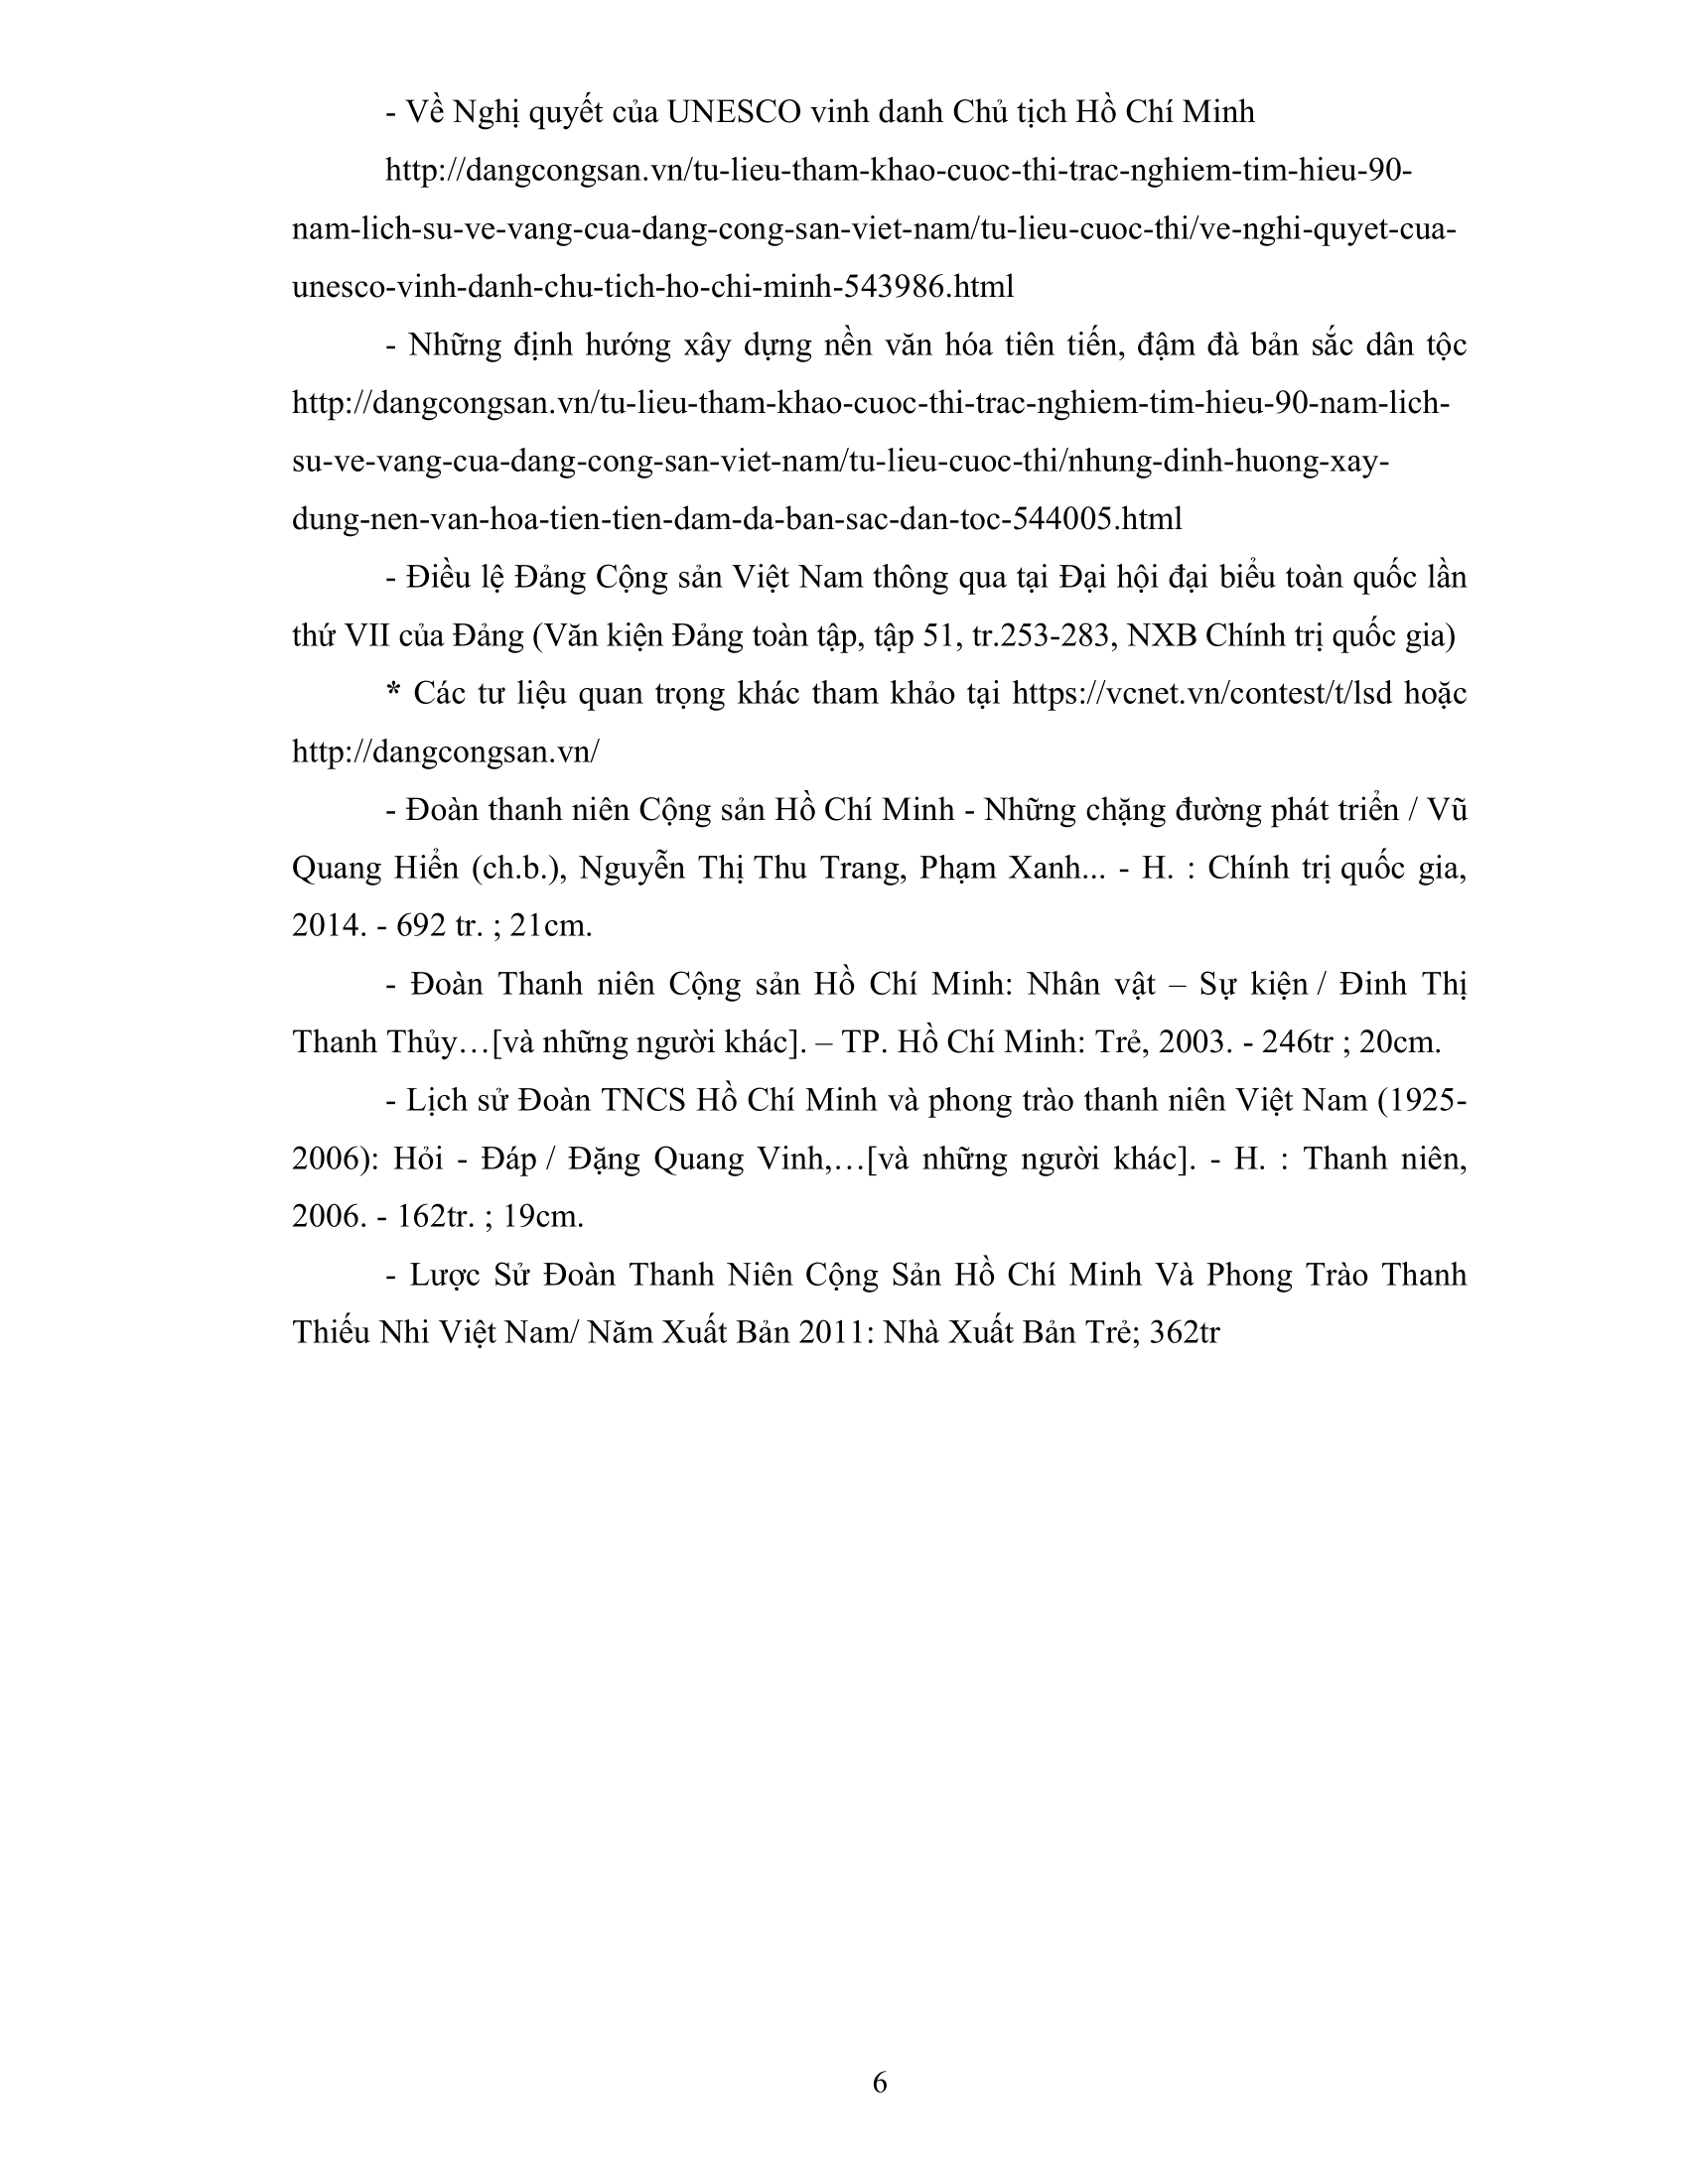 - Về Nghị quyết của UNESCO vinh danh Chủ tịch Hồ Chí Minh
http://dangcongsan.vn/tu-lieu-tham-khao-cuoc-thi-trac-nghiem-tim-hieu-90-
nam-lich-su-ve-vang-cua-dang-cong-san-viet-nam/tu-lieu-cuoc-thi/ve-nghi-quyet-cua-
unesco-vinh-danh-chu-tich-ho-chi-minh-543986.html
- Những định hướng xây dựng nền văn hóa tiên tiến, đậm đà bản sắc dân tộc
http://dangcongsan.vn/tu-lieu-tham-khao-cuoc-thi-trac-nghiem-tim-hieu-90-nam-lich-
su-ve-vang-cua-dang-cong-san-viet-nam/tu-lieu-cuoc-thi/nhung-dinh-huong-xay-
dung-nen-van-hoa-tien-tien-dam-da-ban-sac-dan-toc-544005.html
- Điều lệ Đảng Cộng sản Việt Nam thông qua tại Đại hội đại biểu toàn quốc lần
thứ VII của Đảng (Văn kiện Đảng toàn tập, tập 51, tr.253-283, NXB Chính trị quốc gia)
* Các tư liệu quan trọng khác tham khảo tại https://vcnet.vn/contest/t/lsd hoặc
http://dangcongsan.vn/
- Đoàn thanh niên Cộng sản Hồ Chí Minh - Những chặng đường phát triển / Vũ
Quang Hiển (ch.b.), Nguyễn Thị Thu Trang, Phạm Xanh... - H. : Chính trị quốc gia,
2014. - 692 tr. ; 21cm.
- Đoàn Thanh niên Cộng sản Hồ Chí Minh: Nhân vật – Sự kiện / Đinh Thị
Thanh Thủy…[và những người khác]. – TP. Hồ Chí Minh: Trẻ, 2003. - 246tr ; 20cm.
- Lịch sử Đoàn TNCS Hồ Chí Minh và phong trào thanh niên Việt Nam (1925-
2006): Hỏi - Đáp / Đặng Quang Vinh,…[và những người khác]. - H. : Thanh niên,
2006. - 162tr. ; 19cm.
- Lược Sử Đoàn Thanh Niên Cộng Sản Hồ Chí Minh Và Phong Trào Thanh
Thiếu Nhi Việt Nam/ Năm Xuất Bản 2011: Nhà Xuất Bản Trẻ; 362tr
6